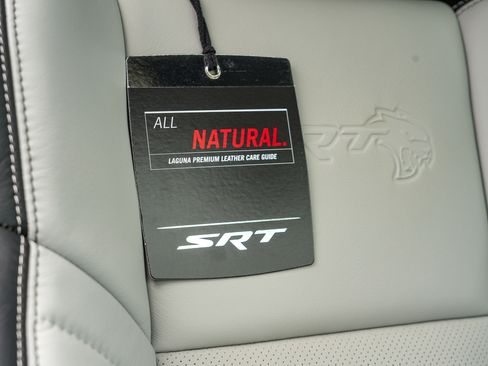 ALL
NATURAL.
LAGUNA PREMIUM LEATHER CARE GUIDE
SRT
SRT